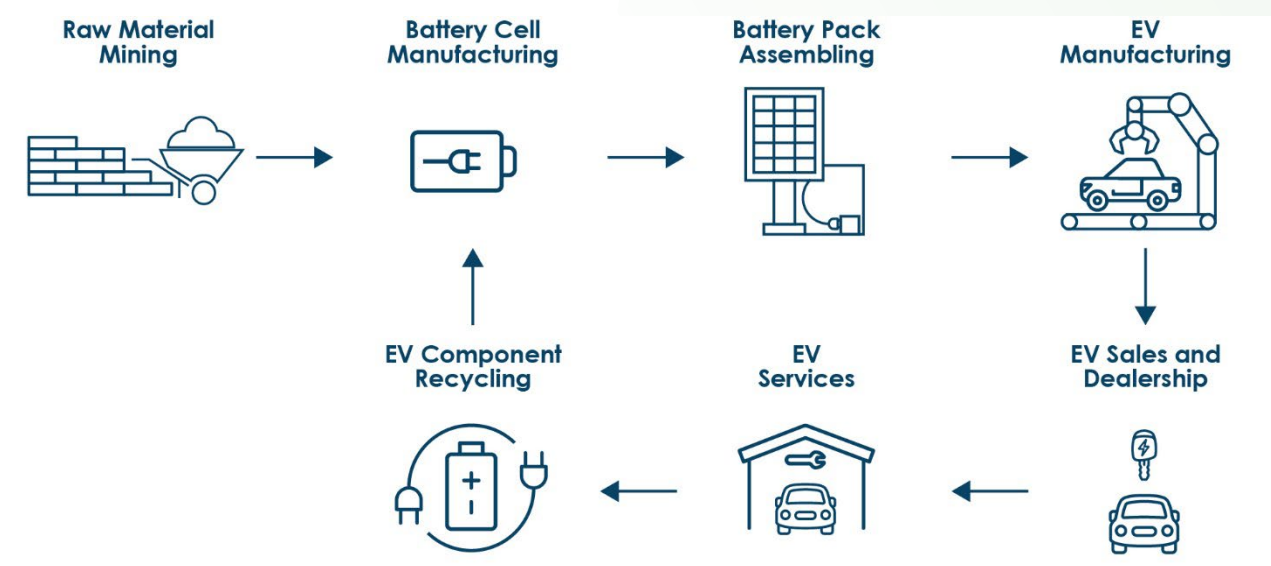 Raw Material
Mining
Battery Cell
Manufacturing
Battery Pack
Assembling
EV
Manufacturing
EV Component
Recycling
EV
Services
EV Sales and
Dealership